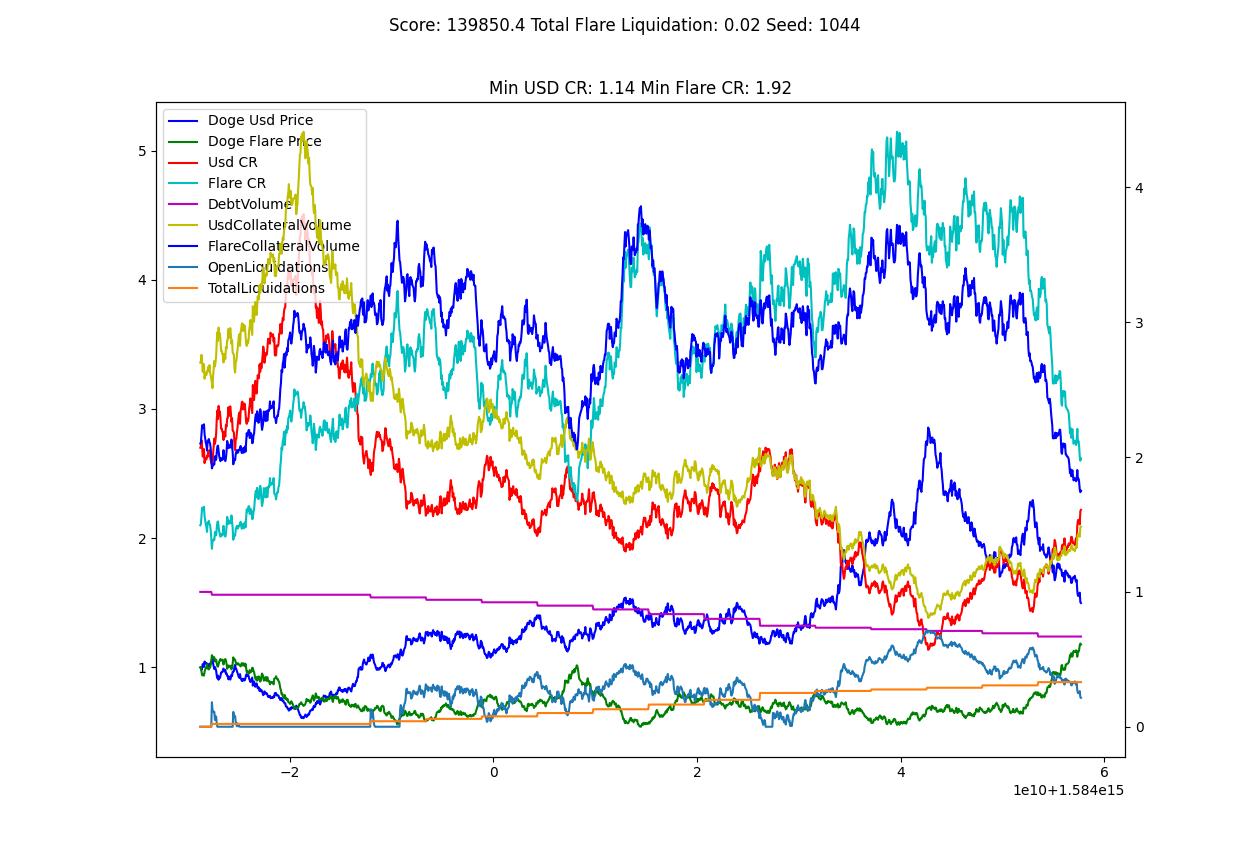 Score: 139850.4 Total Flare Liquidation: 0.02 Seed: 1044
Min USD CR: 1.14 Min Flare CR: 1.92
Doge Usd Price
Doge Flare Price
Usd CR
Flare CR
DebtVolume
UsdCollateralVolume
FlareCollateralVolume
OpenLiquidations
TotalLiquidations
5
4
3
2
1
4
3
2
1
0
−2
0
2
4
6
1e10+1.584e15